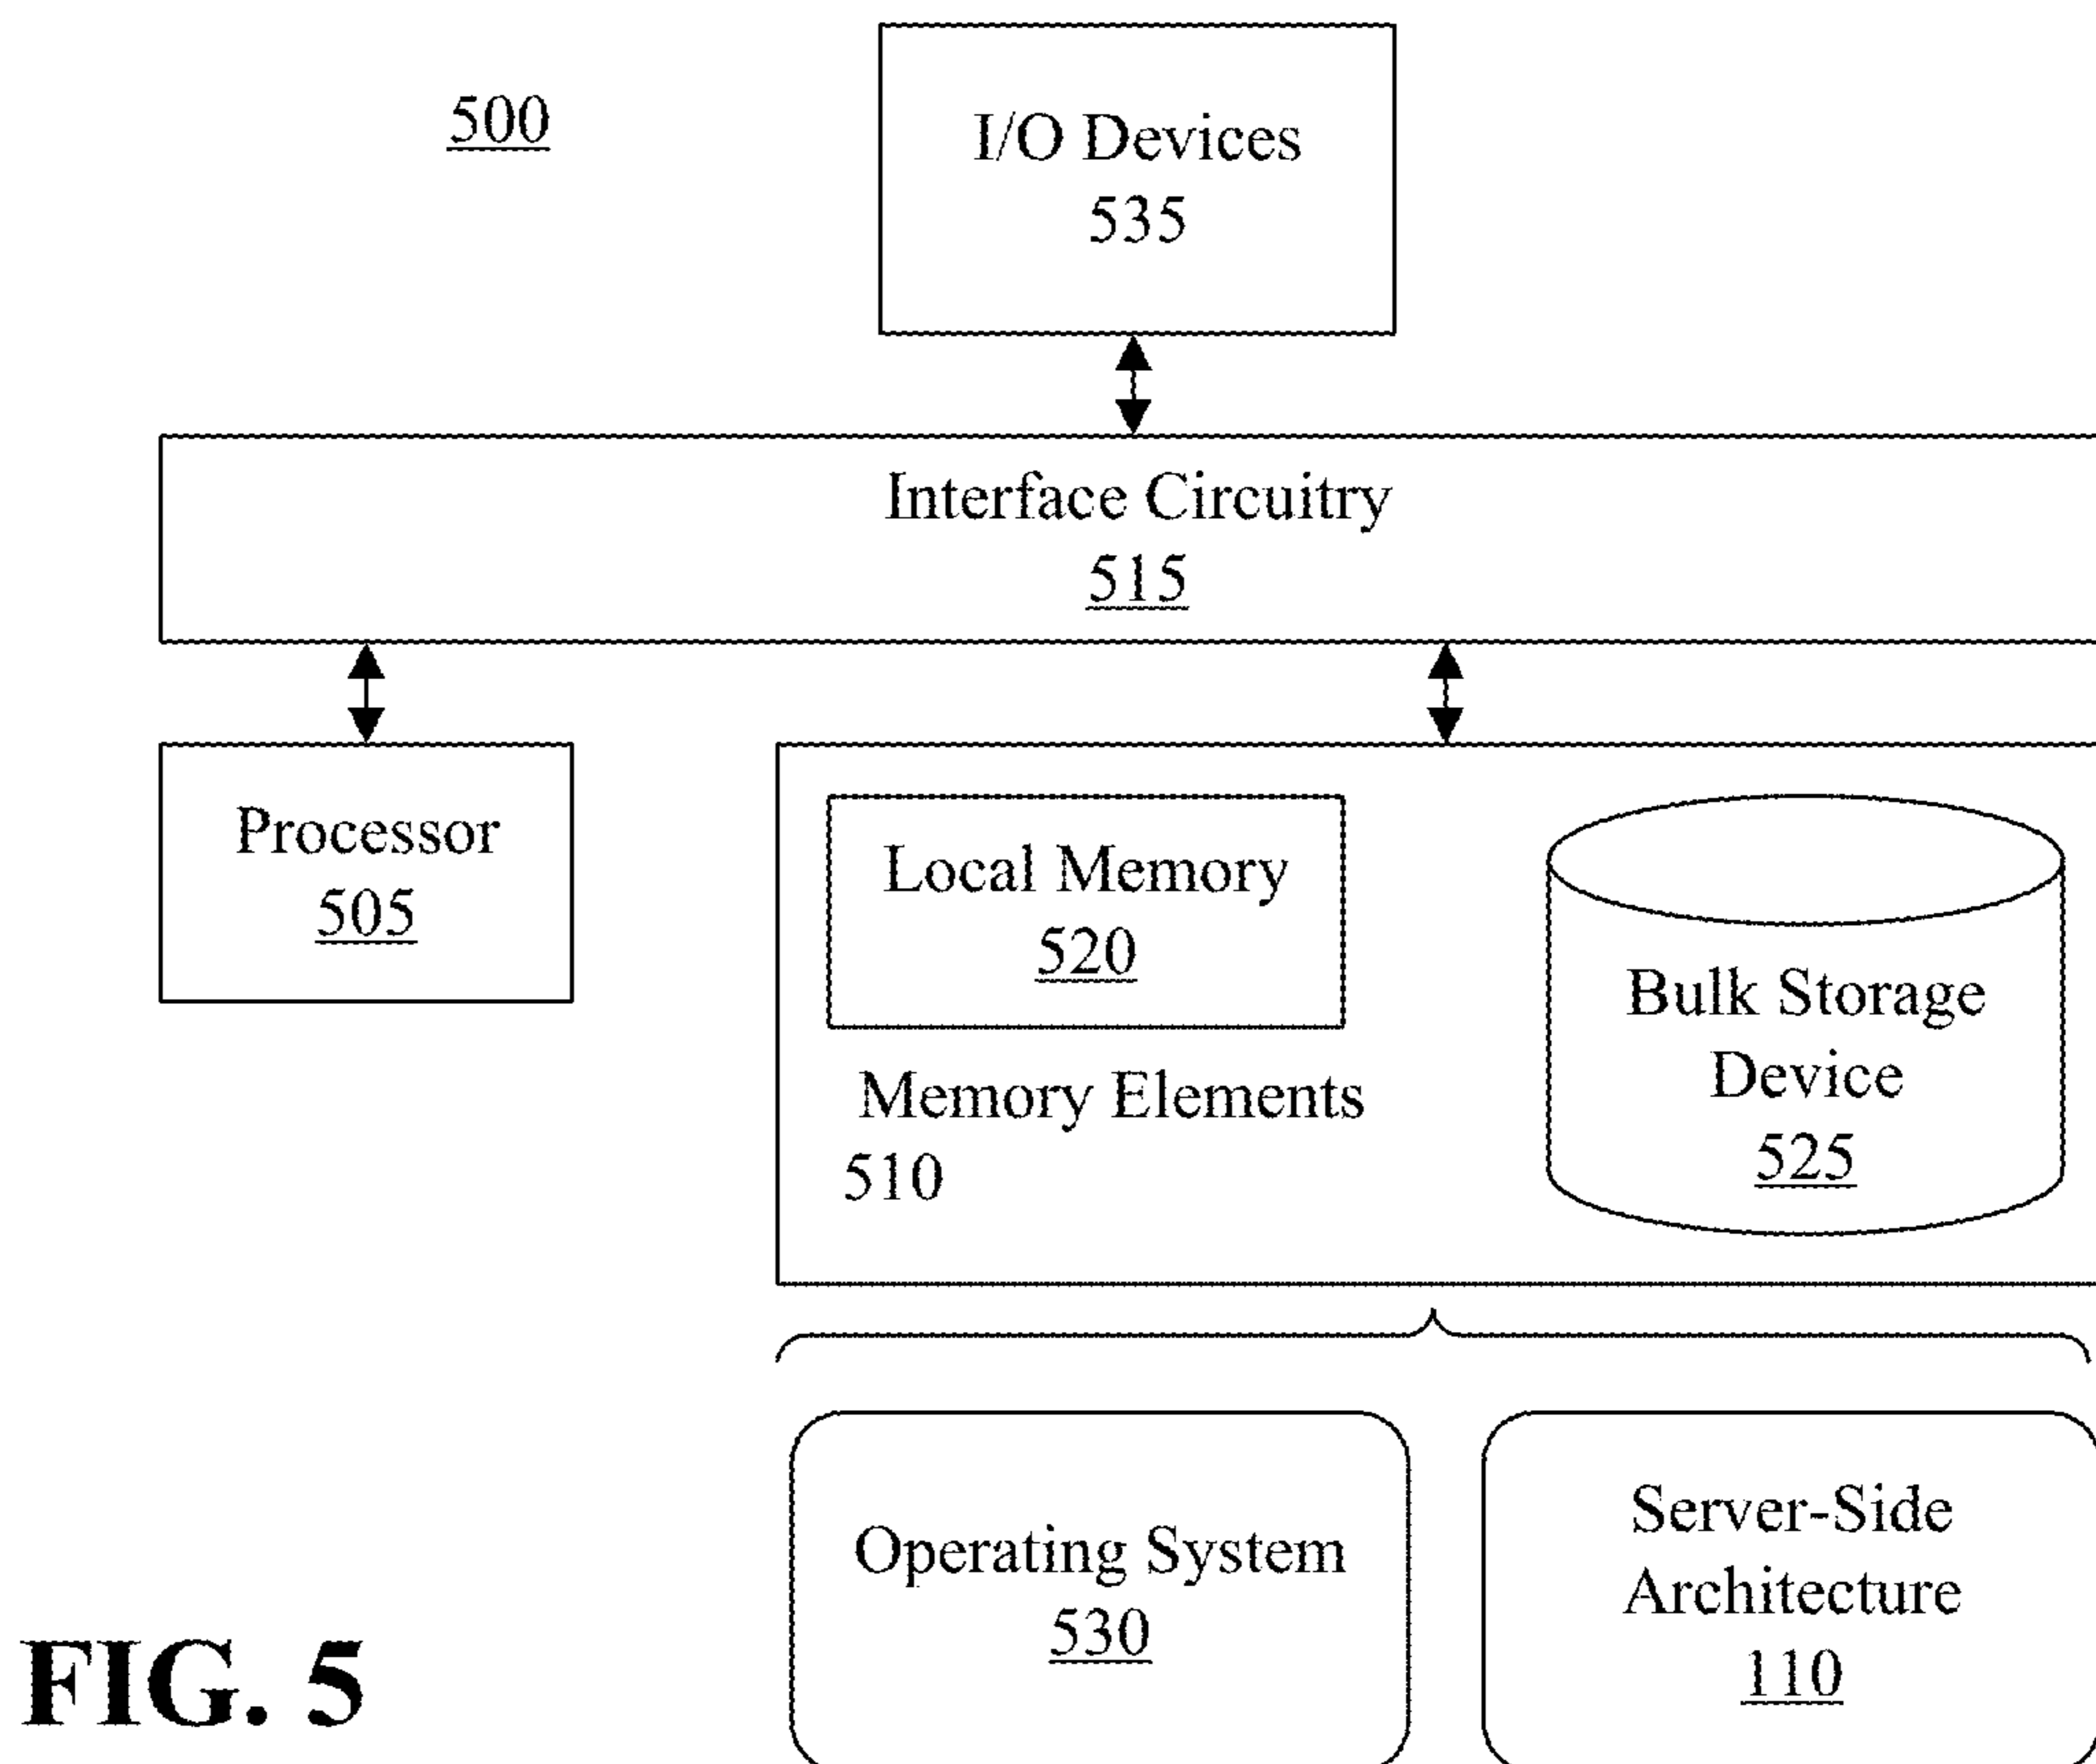 500
I/O Devices
535
Interface Circuitry
515
Processor
505
Local Memory
520
Memory Elements
510
Bulk Storage
Device
525
Operating System
530
Server-Side
Architecture
110
FIG. 5